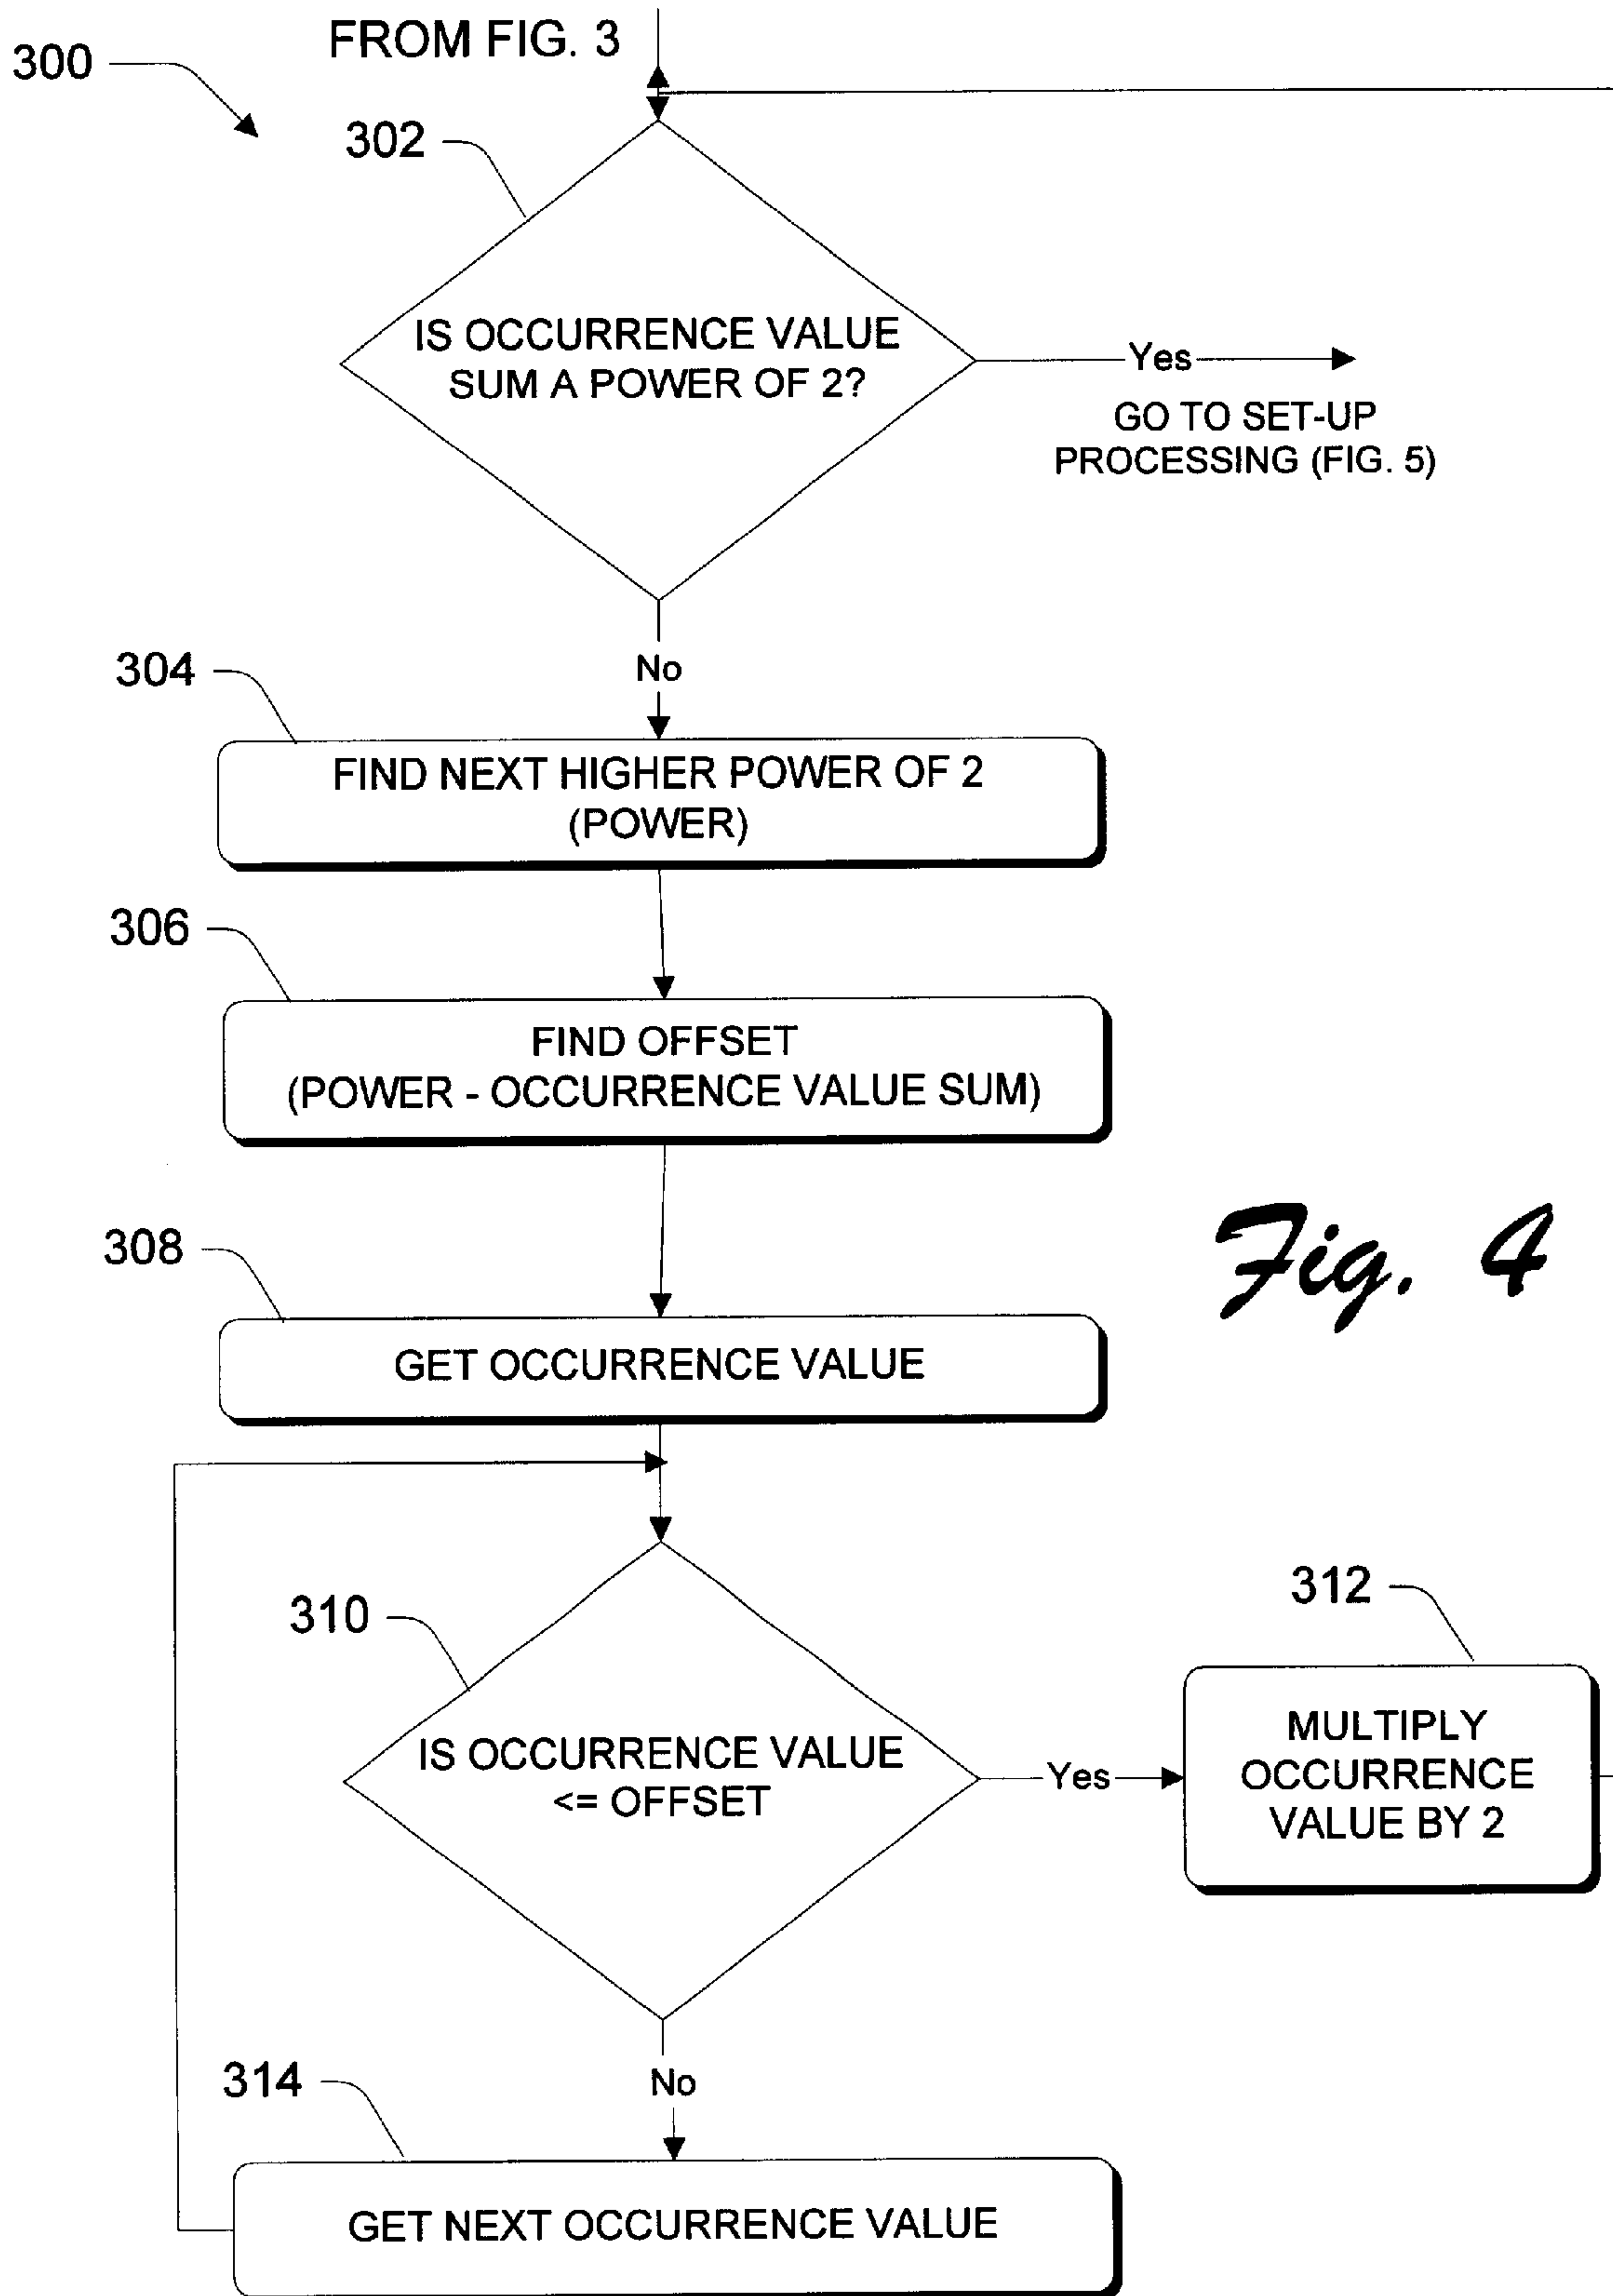 FROM FIG. 3
300
302
IS OCCURRENCE VALUE
SUM A POWER OF 2?
Yes
GO TO SET-UP
PROCESSING (FIG. 5)
No
304
FIND NEXT HIGHER POWER OF 2
(POWER)
306
FIND OFFSET
(POWER - OCCURRENCE VALUE SUM)
308
GET OCCURRENCE VALUE
Fig. 4
310
IS OCCURRENCE VALUE
<= OFFSET
Yes
312
MULTIPLY
OCCURRENCE
VALUE BY 2
No
314
GET NEXT OCCURRENCE VALUE